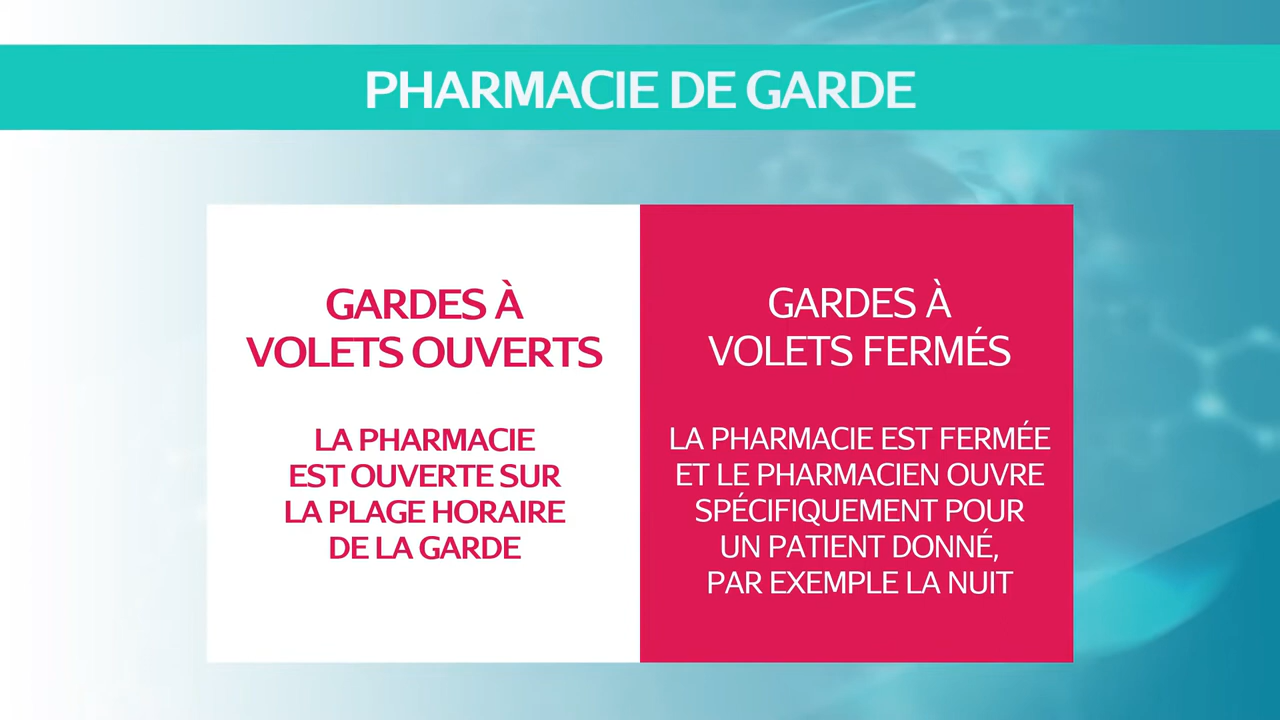 PHARMACIE DE GARDE
GARDES À
VOLETS OUVERTS
LA PHARMACIE
EST OUVERTE SUR
LA PLAGE HORAIRE
DE LA GARDE
GARDES À
VOLETS FERMÉS
LA PHARMACIE EST FERMÉE
ET LE PHARMACIEN OUVRE
SPÉCIFIQUEMENT POUR
UN PATIENT DONNÉ,
PAR EXEMPLE LA NUIT